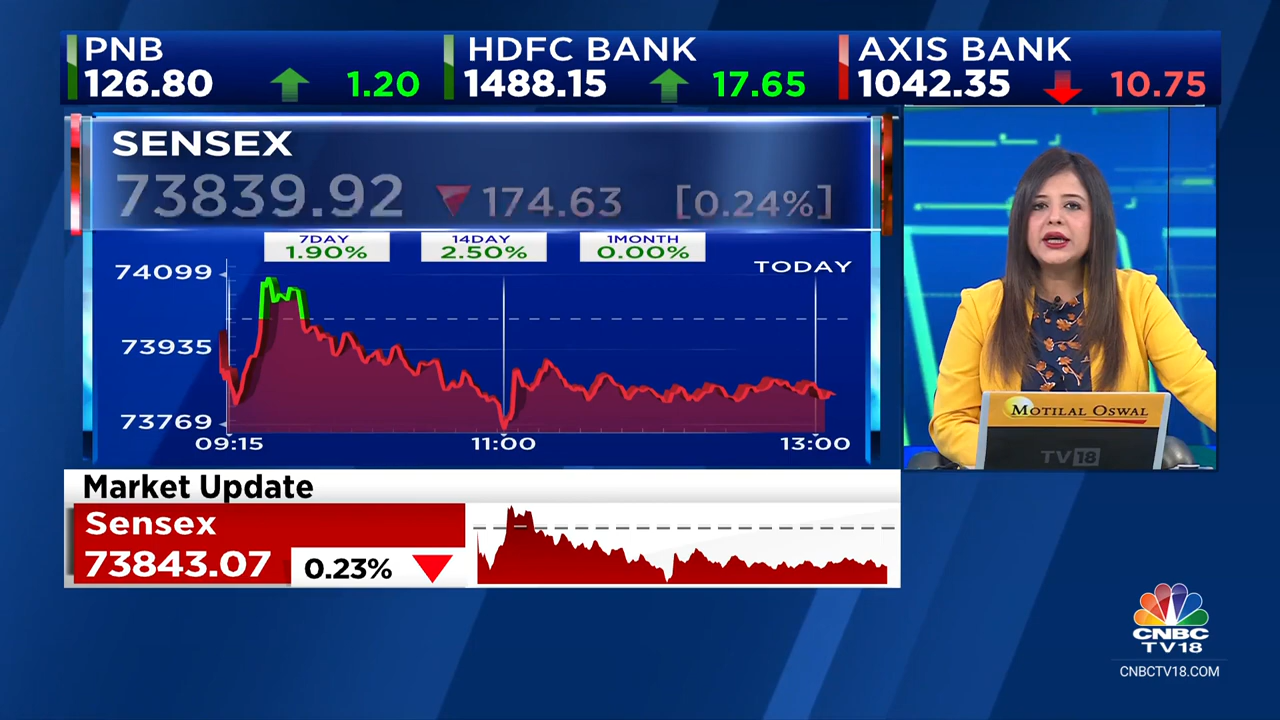 PNB
126.80 1.20
HDFC BANK
1488.15 17.65
AXIS BANK
1042.35 10.75
SENSEX
73839.92 174.63 [0.24%]
7DAY
1.90%
14DAY
2.50%
1MONTH
0.00%
TODAY
74099
73935
73769
09:15 11:00 13:00
MOTILAL OSWAL
TV18
Market Update
Sensex
73843.07 0.23%
CNBC
TV18
CNBCTV18.COM